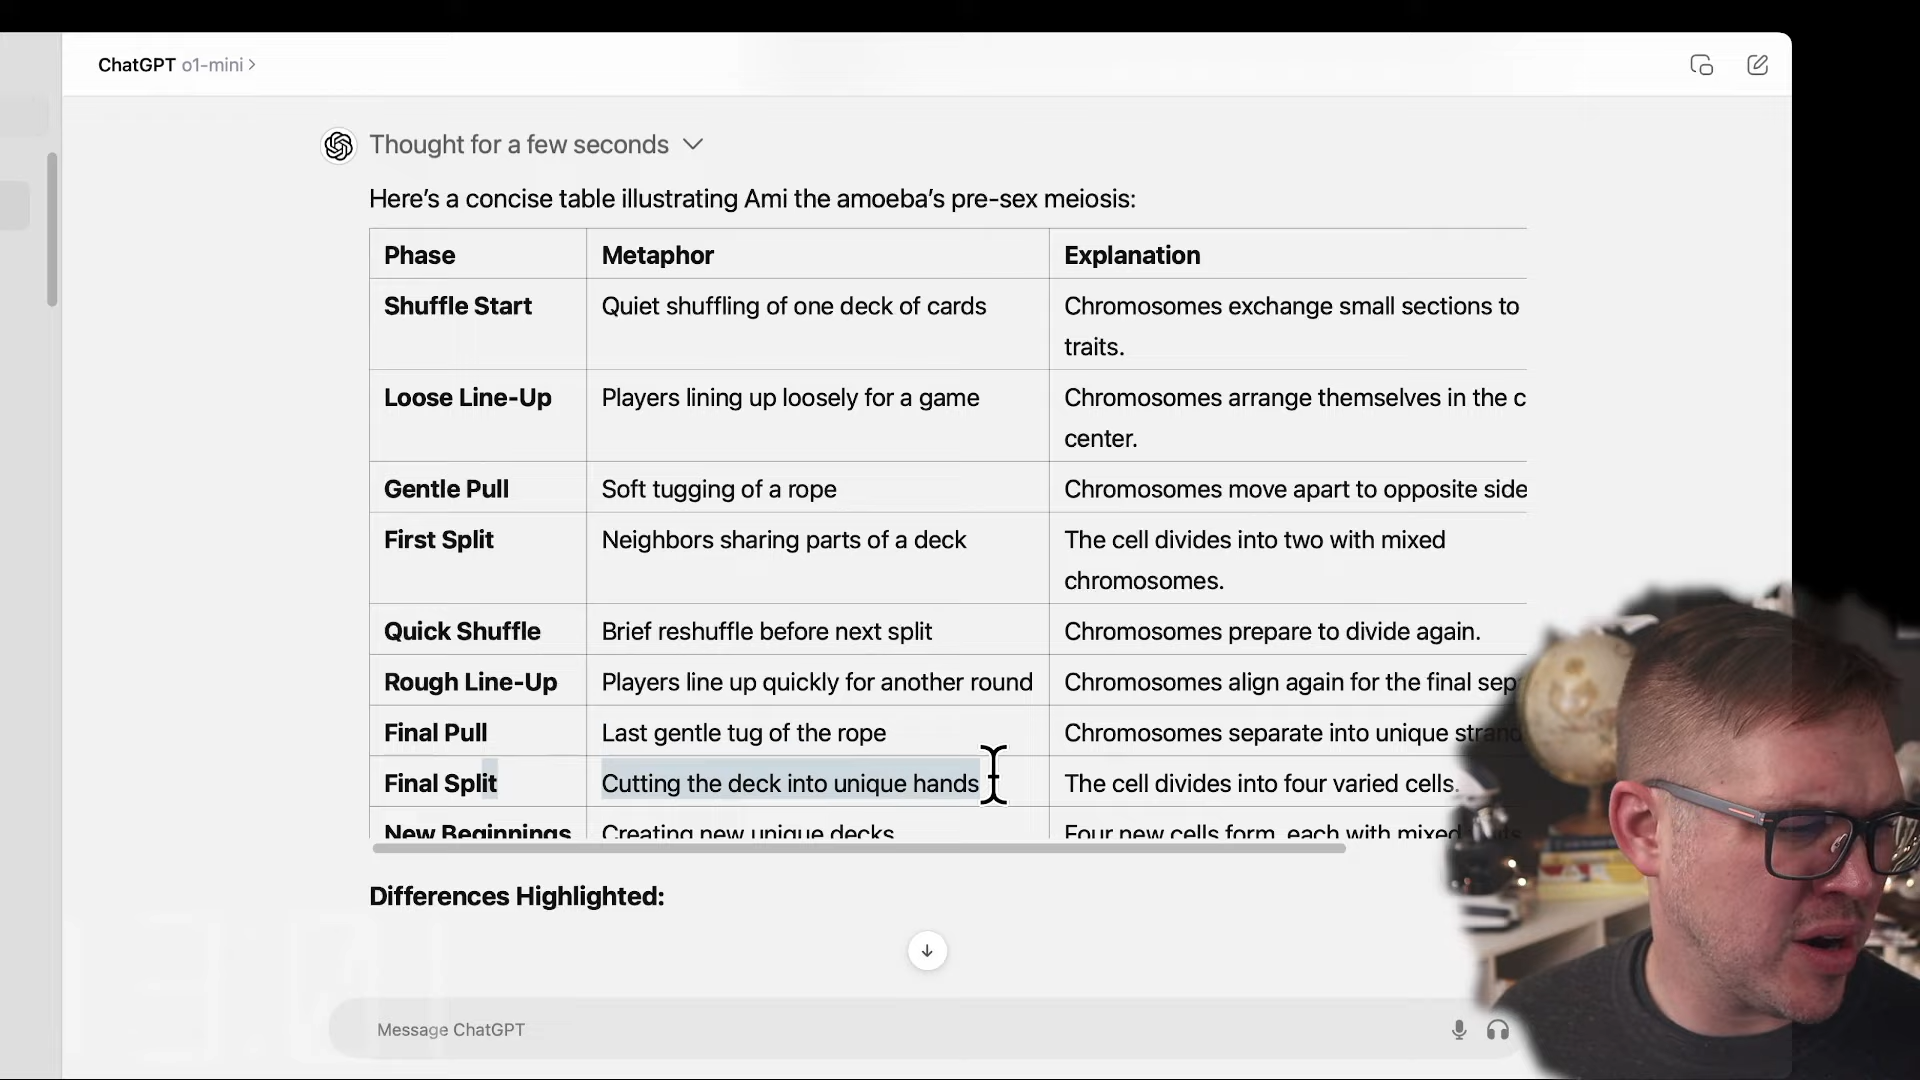 ChatGPT o1-mini >
Thought for a few seconds
Here's a concise table illustrating Ami the amoeba's pre-sex meiosis:
Phase Metaphor Explanation
Shuffle Start Quiet shuffling of one deck of cards Chromosomes exchange small sections to
traits.
Loose Line-Up Players lining up loosely for a game Chromosomes arrange themselves in the c
center.
Gentle Pull Soft tugging of a rope Chromosomes move apart to opposite side
First Split Neighbors sharing parts of a deck The cell divides into two with mixed
chromosomes.
Quick Shuffle Brief reshuffle before next split Chromosomes prepare to divide again.
Rough Line-Up Players line up quickly for another round Chromosomes align again for the final sep
Final Pull Last gentle tug of the rope Chromosomes separate into unique strand
Final Split Cutting the deck into unique hands The cell divides into four varied cells.
New Beginnings Creating new unique decks Four new cells form, each with mixed
Differences Highlighted:
Message ChatGPT